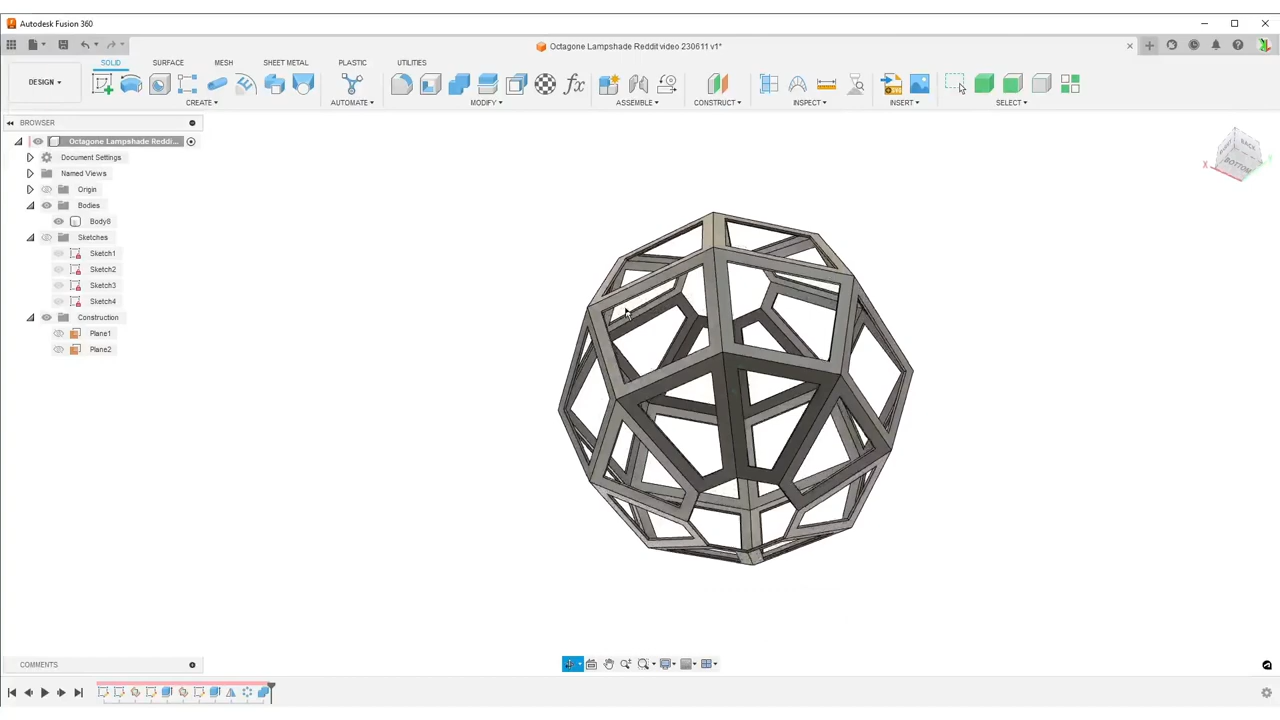 Autodesk Fusion 360
Octagone Lampshade Reddit video 230611 v1*
SOLID SURFACE MESH SHEET METAL PLASTIC UTILITIES
DESIGN
CREATE AUTOMATE MODIFY ASSEMBLE CONSTRUCT INSPECT INSERT SELECT
BROWSER
Octagone Lampshade Reddi...
Document Settings
Named Views
Origin
Bodies
Body8
Sketches
Sketch1
Sketch2
Sketch3
Sketch4
Construction
Plane1
Plane2
BACK
BOTTOM
X
COMMENTS